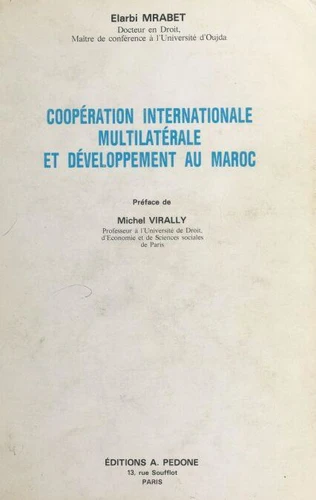 Elarbi MRABET
Docteur en Droit,
Maître de conférence à l'Université d'Oujda
COOPÉRATION INTERNATIONALE
MULTILATÉRALE
ET DÉVELOPPEMENT AU MAROC
Préface de
Michel VIRALLY
Professeur à l'Université de Droit,
d'Economie et de Sciences sociales
de Paris
ÉDITIONS A. PEDONE
13, rue Soufflot
PARIS